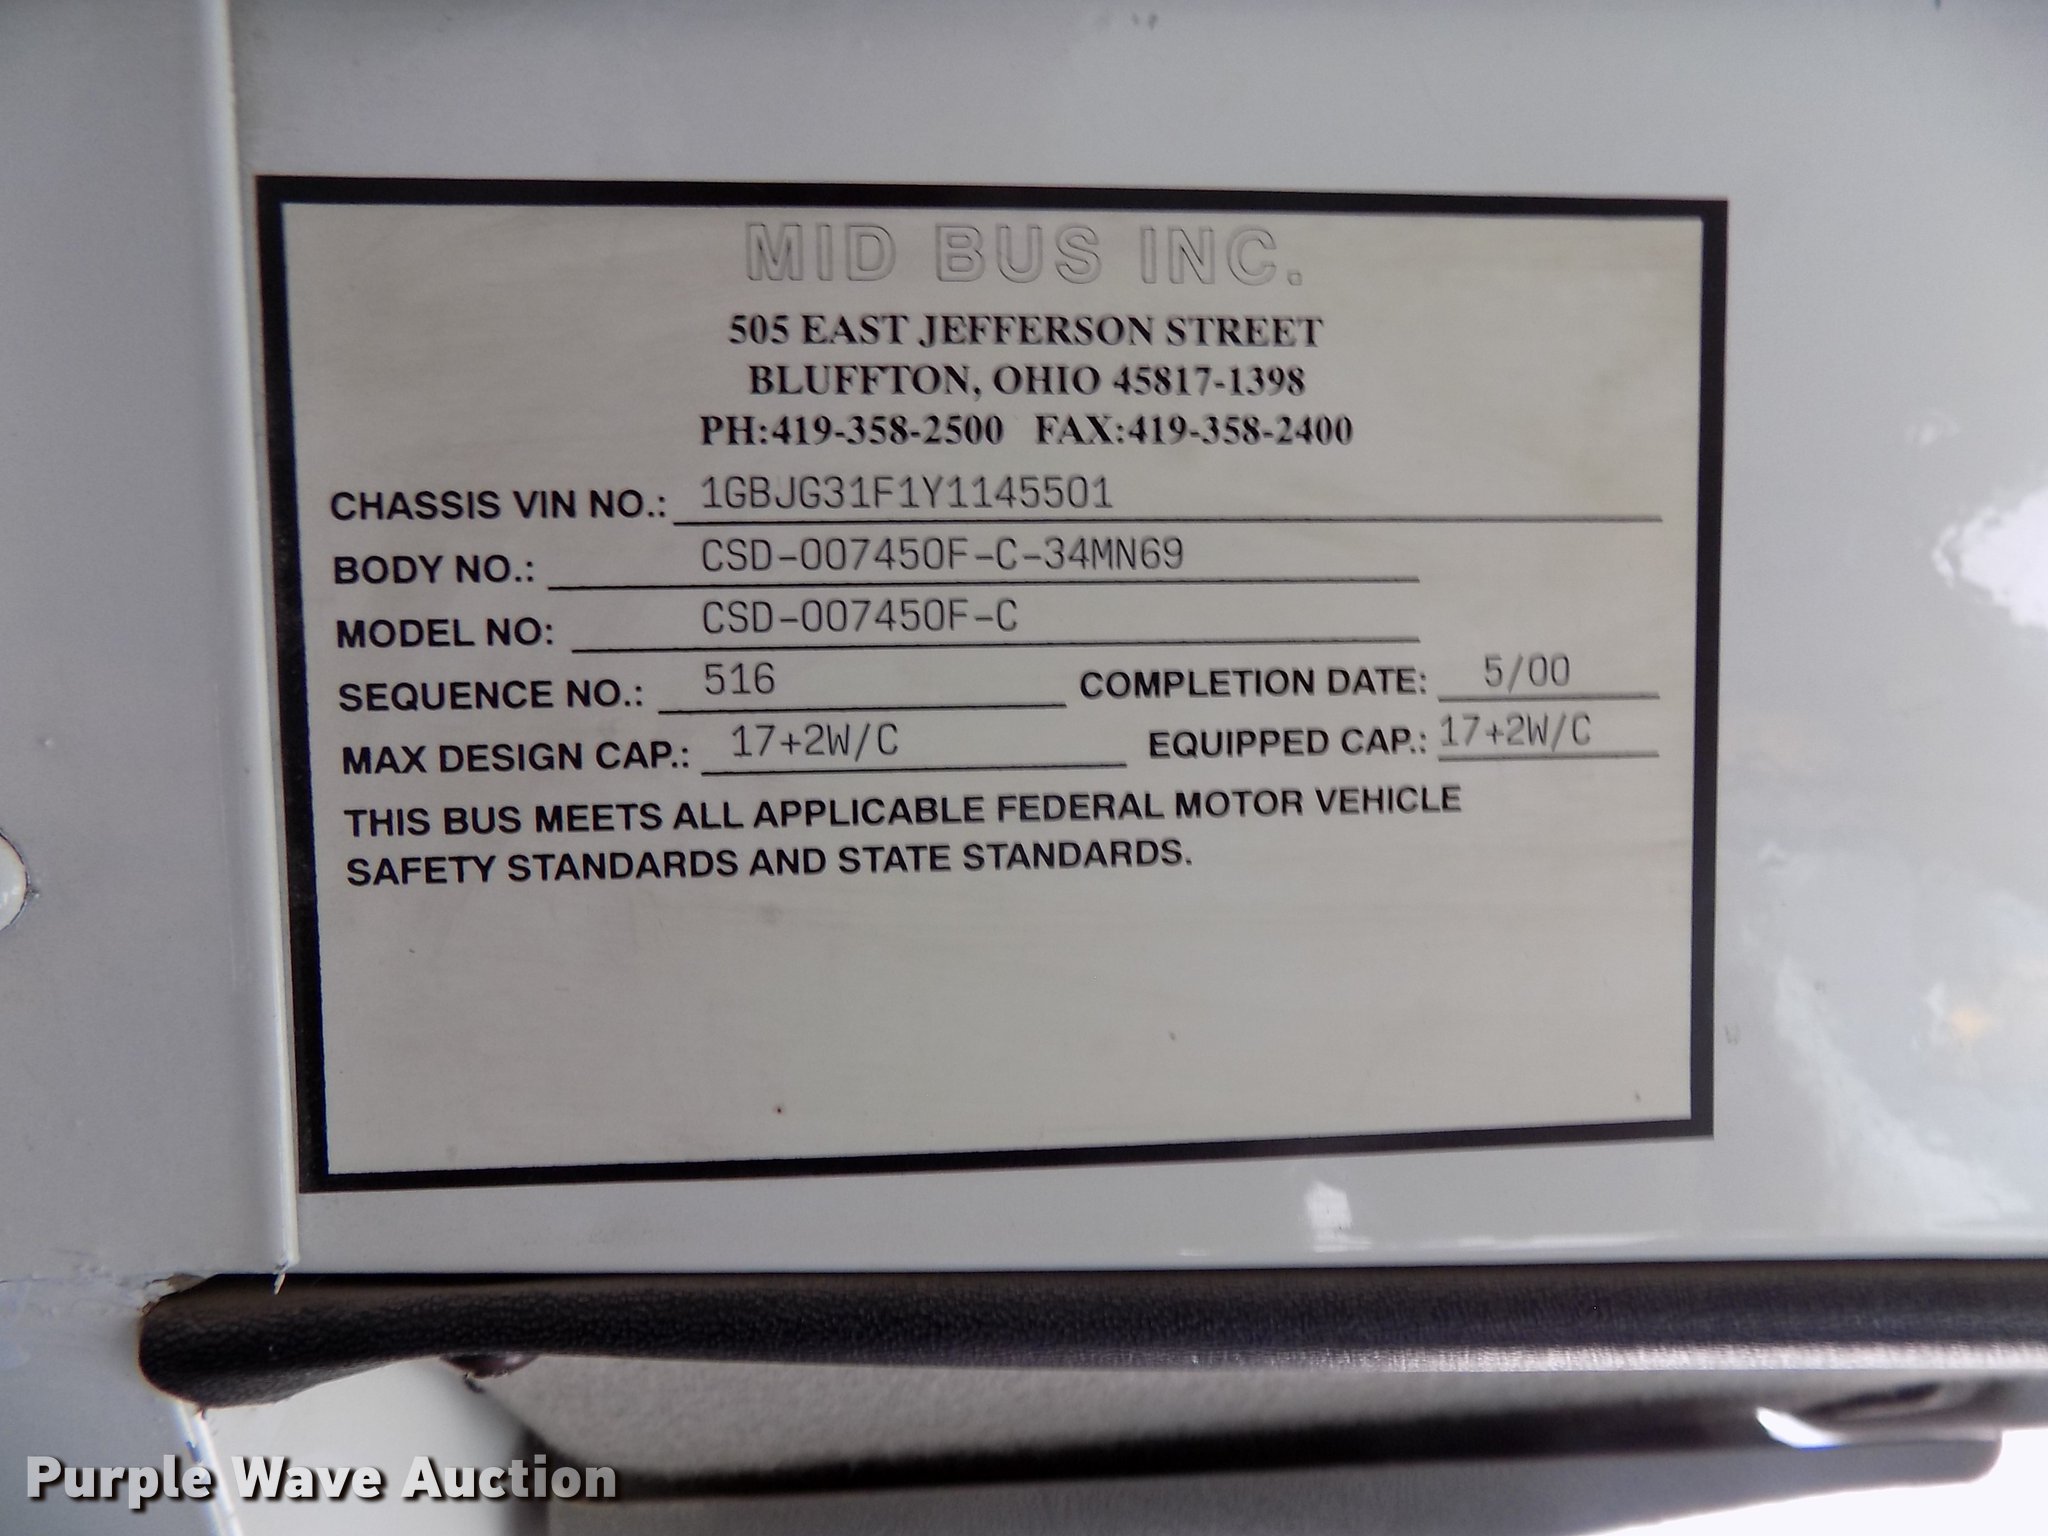 MID BUS INC.
505 EAST JEFFERSON STREET
BLUFFTON, OHIO 45817-1398
PH:419-358-2500 FAX:419-358-2400
CHASSIS VIN NO.: 1GBJG31F1Y1145501
BODY NO.: CSD-007450F-C-34MN69
MODEL NO: CSD-007450F-C
SEQUENCE NO.: 516 COMPLETION DATE: 5/00
MAX DESIGN CAP.: 17+2W/C EQUIPPED CAP.: 17+2W/C
THIS BUS MEETS ALL APPLICABLE FEDERAL MOTOR VEHICLE
SAFETY STANDARDS AND STATE STANDARDS.
Purple Wave Auction